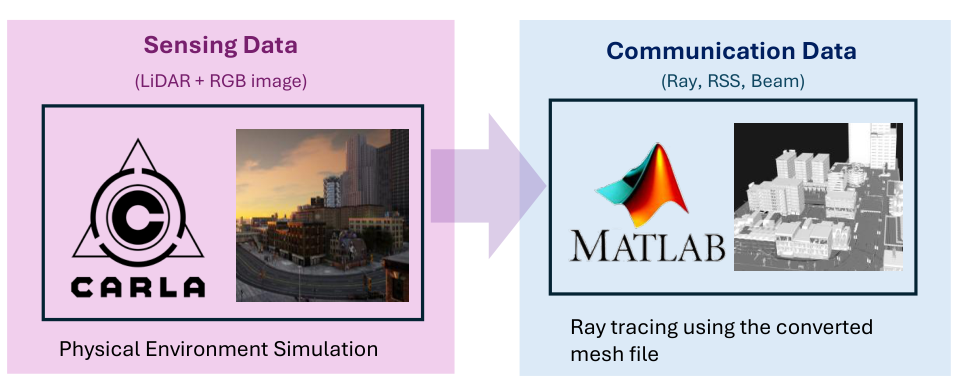 Sensing Data
(LiDAR + RGB image)
CARLA
Physical Environment Simulation
Communication Data
(Ray, RSS, Beam)
MATLAB
Ray tracing using the converted
mesh file